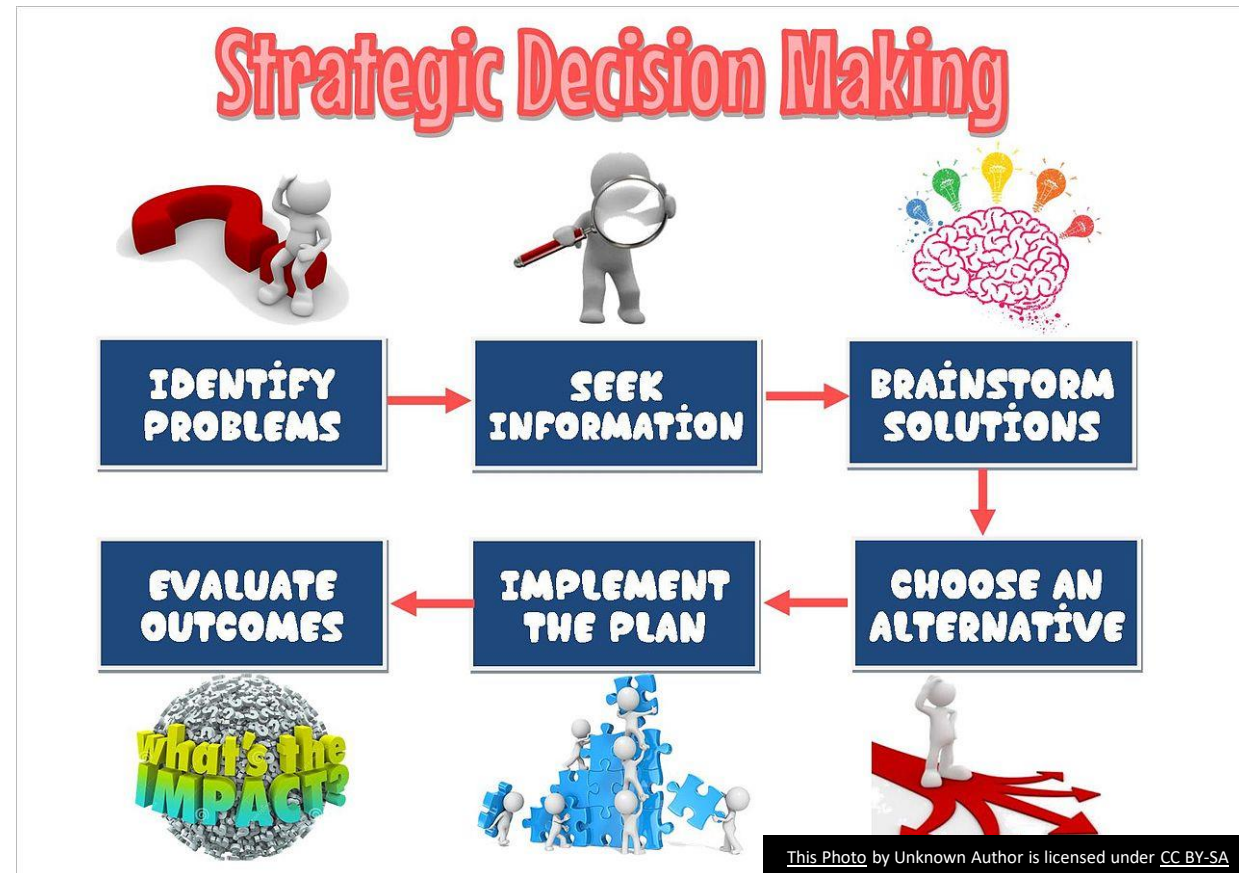 Strategic Decision Making
IDENTIFY
PROBLEMS
SEEK
INFORMATION
BRAINSTORM
SOLUTIONS
CHOOSE AN
ALTERNATIVE
IMPLEMENT
THE PLAN
EVALUATE
OUTCOMES
What's the
IMPACT?
This Photo by Unknown Author is licensed under CC BY-SA